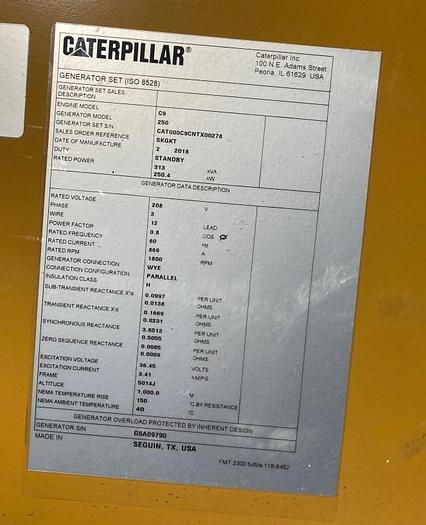 CATERPILLAR®
Caterpillar Inc.
100 N.E. Adams Street
Peoria, IL 61629 USA
GENERATOR SET (ISO 8528)
GENERATOR SET SALES
DESCRIPTION
ENGINE MODEL C9
GENERATOR MODEL 250
GENERATOR SET S/N CAT000C9CNTX00278
SALES ORDER REFERENCE SKGKT
DATE OF MANUFACTURE 2 2018
DUTY STANDBY
RATED POWER 313 kVA
250.4 kW
GENERATOR DATA DESCRIPTION
RATED VOLTAGE 208 V
PHASE 3
WIRE 12 LEAD
POWER FACTOR 0.8 COS Ø
RATED FREQUENCY 60 Hz
RATED CURRENT 869 A
RATED RPM 1800 RPM
GENERATOR CONNECTION WYE
CONNECTION CONFIGURATION PARALLEL
INSULATION CLASS H
SUB-TRANSIENT REACTANCE X"d 0.0997 PER UNIT
0.0138 OHMS
TRANSIENT REACTANCE X'd 0.1669 PER UNIT
0.0231 OHMS
SYNCHRONOUS REACTANCE 3.6513 PER UNIT
0.5055 OHMS
ZERO SEQUENCE REACTANCE 0.0065 PER UNIT
0.0009 OHMS
EXCITATION VOLTAGE 36.45 VOLTS
EXCITATION CURRENT 3.41 AMPS
FRAME 5014J
ALTITUDE 1,000.0 M
NEMA TEMPERATURE RISE 150 °C BY RESISTANCE
NEMA AMBIENT TEMPERATURE 40 °C
GENERATOR OVERLOAD PROTECTED BY INHERENT DESIGN
GENERATOR S/N G5A09790
MADE IN SEGUIN, TX, USA
FMT 2300 fulfills 118-8452